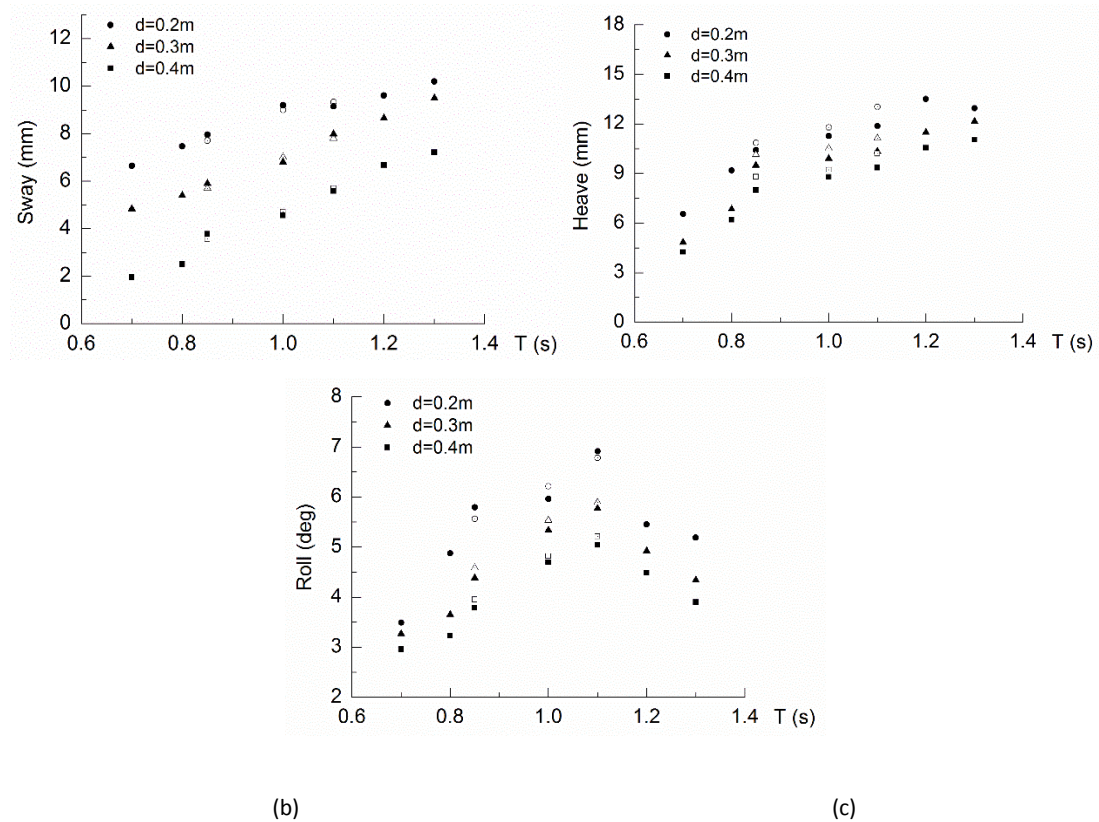 12
10
8
6
4
2
0
Sway (mm)
d=0.2m
d=0.3m
d=0.4m
0.6 0.8 1.0 1.2 1.4 T (s)
18
15
12
9
6
3
0
Heave (mm)
d=0.2m
d=0.3m
d=0.4m
0.6 0.8 1.0 1.2 1.4 T (s)
8
7
6
5
4
3
2
Roll (deg)
d=0.2m
d=0.3m
d=0.4m
0.6 0.8 1.0 1.2 1.4 T (s)
(b) (c)